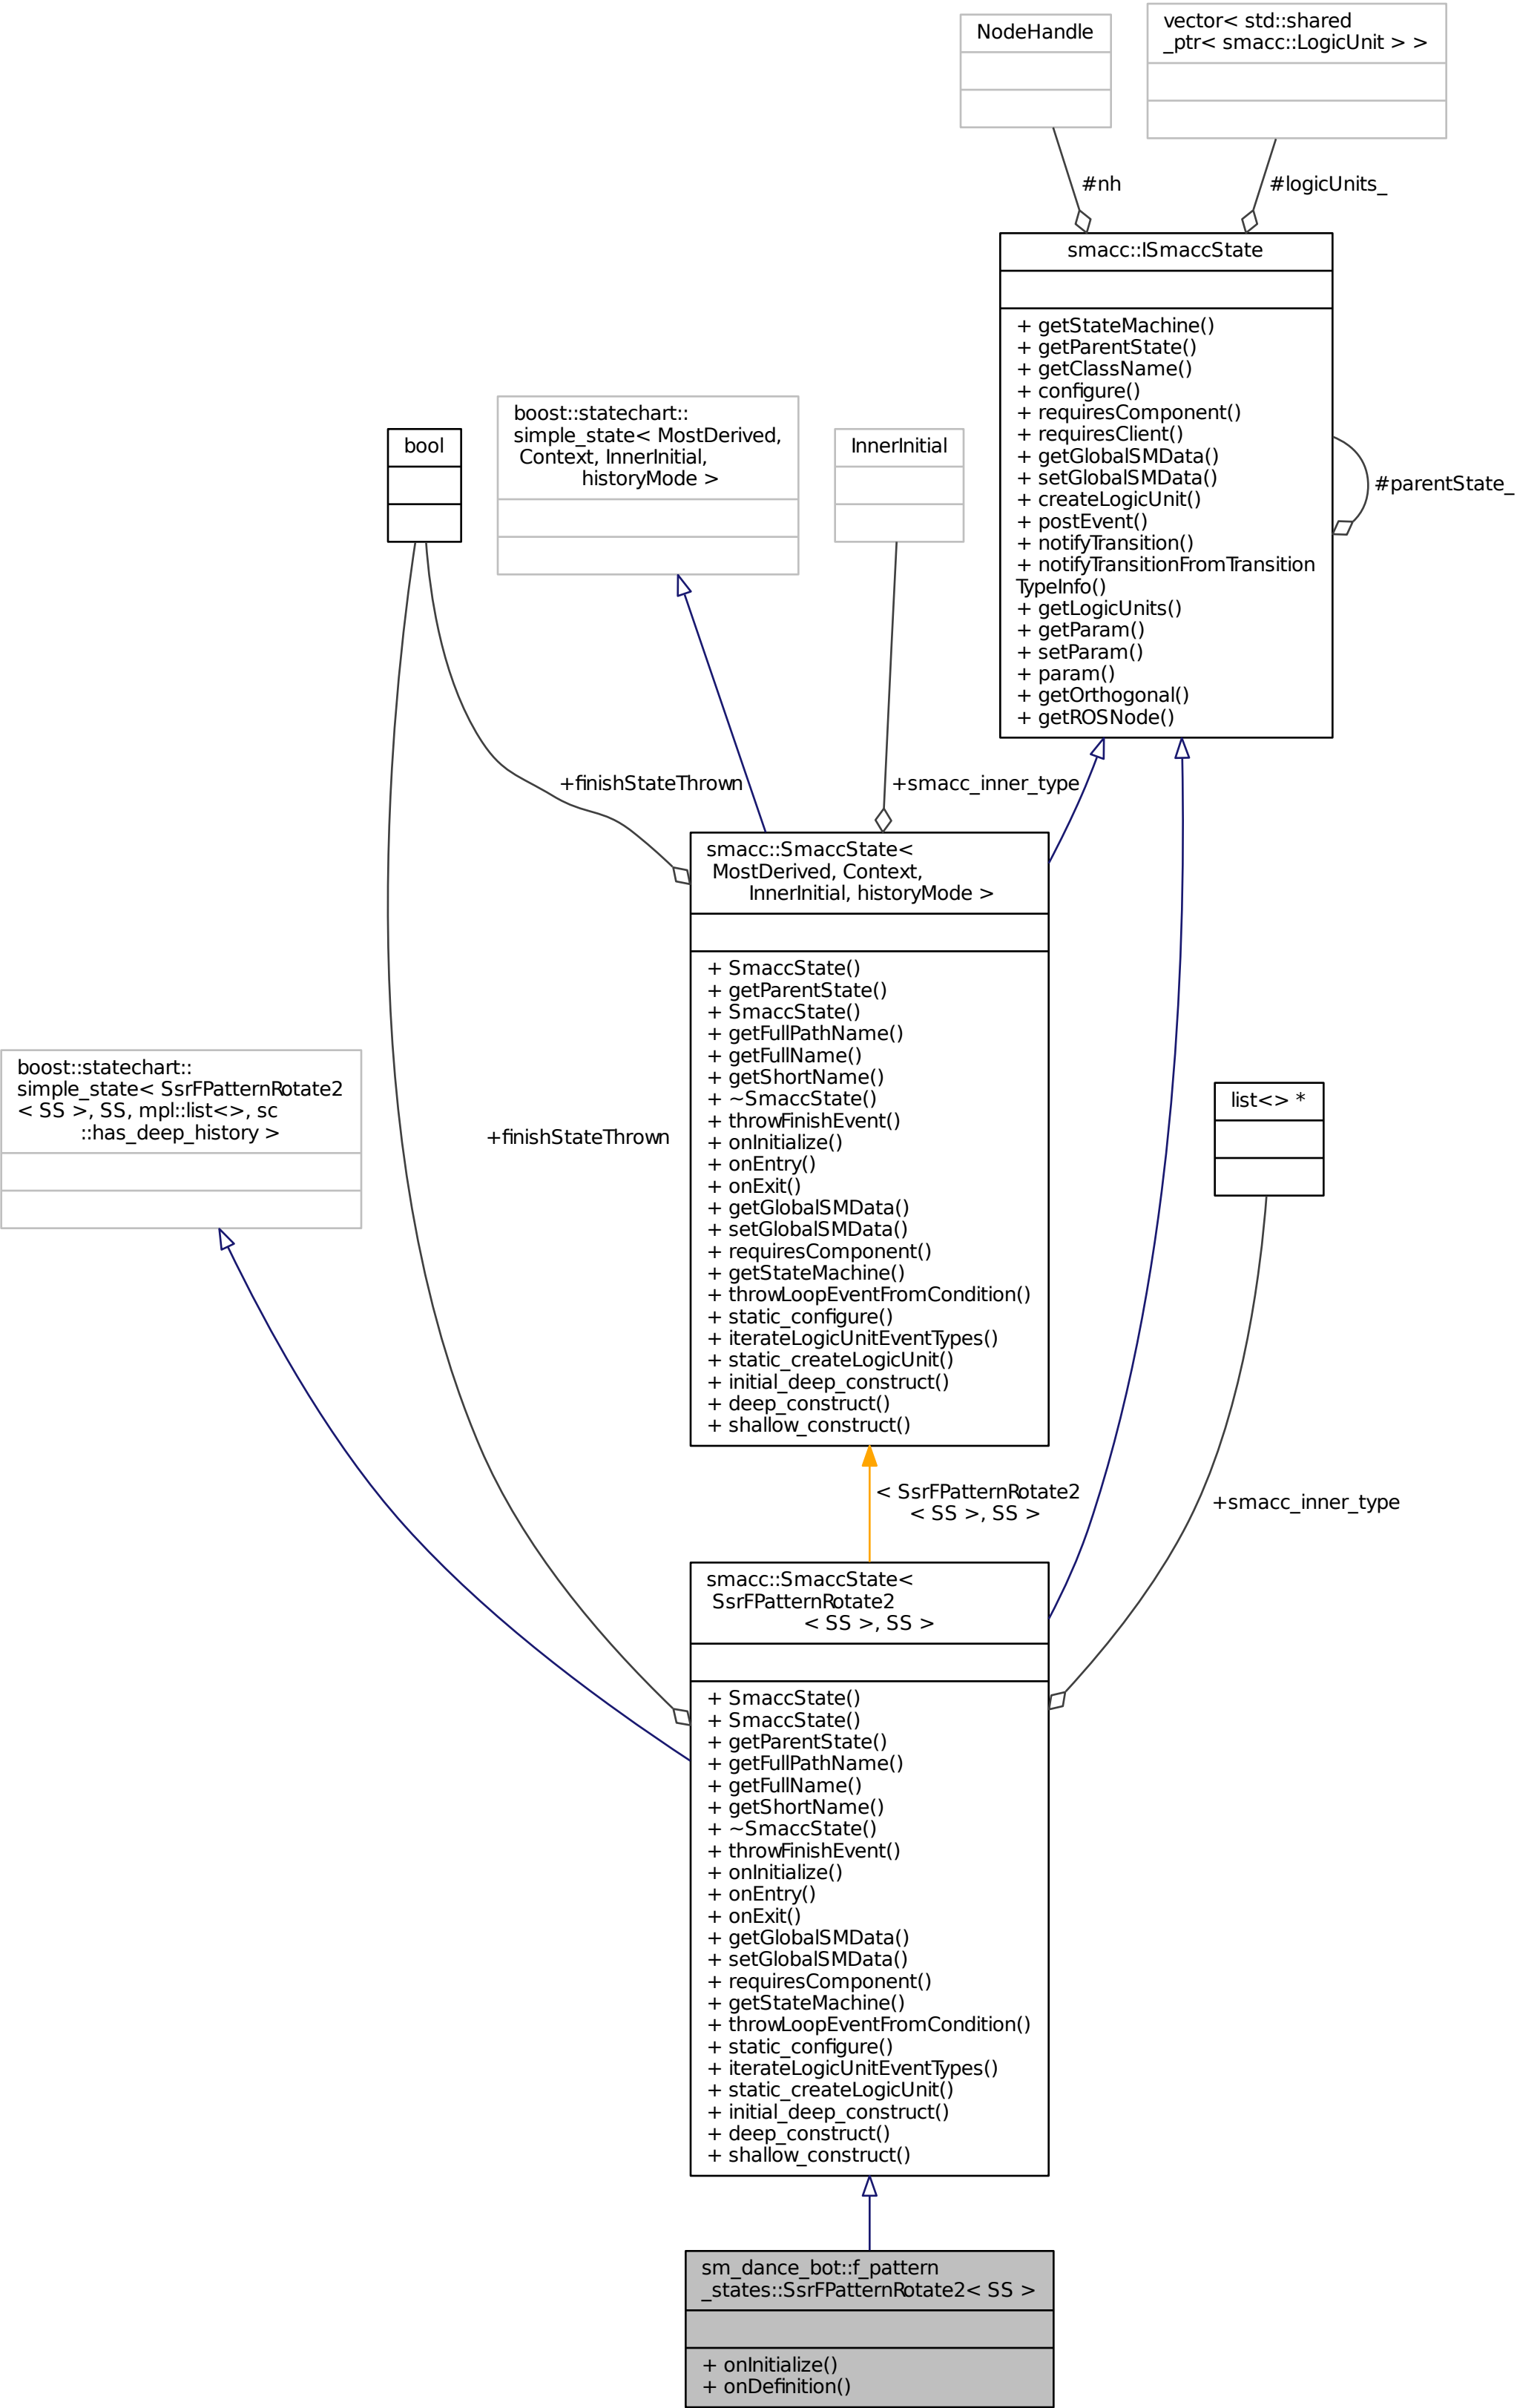 NodeHandle
vector< std::shared
_ptr< smacc::LogicUnit > >
#nh
#logicUnits_
smacc::ISmaccState
+ getStateMachine()
+ getParentState()
+ getClassName()
+ configure()
+ requiresComponent()
+ requiresClient()
+ getGlobalSMData()
+ setGlobalSMData()
+ createLogicUnit()
+ postEvent()
+ notifyTransition()
+ notifyTransitionFromTransition
TypeInfo()
+ getLogicUnits()
+ getParam()
+ setParam()
+ param()
+ getOrthogonal()
+ getROSNode()
#parentState_
bool
boost::statechart::
simple_state< MostDerived,
Context, InnerInitial,
historyMode >
InnerInitial
+finishStateThrown
+smacc_inner_type
smacc::SmaccState<
MostDerived, Context,
InnerInitial, historyMode >
+ SmaccState()
+ getParentState()
+ SmaccState()
+ getFullPathName()
+ getFullName()
+ getShortName()
+ ~SmaccState()
+ throwFinishEvent()
+ onInitialize()
+ onEntry()
+ onExit()
+ getGlobalSMData()
+ setGlobalSMData()
+ requiresComponent()
+ getStateMachine()
+ throwLoopEventFromCondition()
+ static_configure()
+ iterateLogicUnitEventTypes()
+ static_createLogicUnit()
+ initial_deep_construct()
+ deep_construct()
+ shallow_construct()
boost::statechart::
simple_state< SsrFPatternRotate2
< SS >, SS, mpl::list<>, sc
::has_deep_history >
+finishStateThrown
list<> *
< SsrFPatternRotate2
< SS >, SS >
+smacc_inner_type
smacc::SmaccState<
SsrFPatternRotate2
< SS >, SS >
+ SmaccState()
+ SmaccState()
+ getParentState()
+ getFullPathName()
+ getFullName()
+ getShortName()
+ ~SmaccState()
+ throwFinishEvent()
+ onInitialize()
+ onEntry()
+ onExit()
+ getGlobalSMData()
+ setGlobalSMData()
+ requiresComponent()
+ getStateMachine()
+ throwLoopEventFromCondition()
+ static_configure()
+ iterateLogicUnitEventTypes()
+ static_createLogicUnit()
+ initial_deep_construct()
+ deep_construct()
+ shallow_construct()
sm_dance_bot::f_pattern
_states::SsrFPatternRotate2< SS >
+ onInitialize()
+ onDefinition()